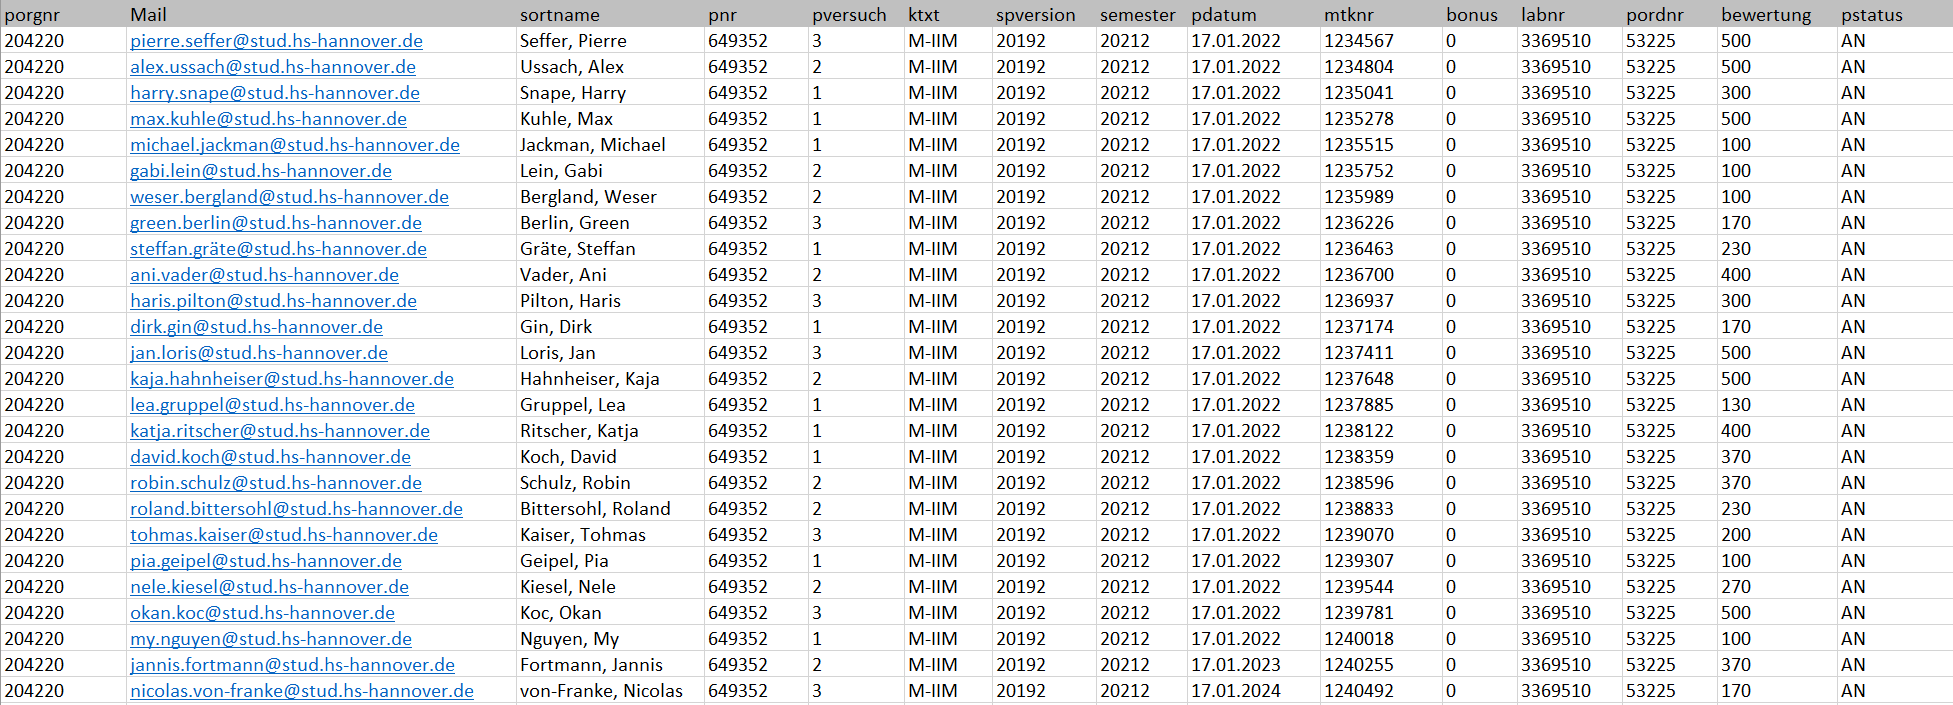 porgnr Mail sortname pnr pversuch ktxt spversion semester pdatum mtknr bonus labnr pordnr bewertung pstatus
204220 pierre.seffer@stud.hs-hannover.de Seffer, Pierre 649352 3 M-IIM 20192 20212 17.01.2022 1234567 0 3369510 53225 500 AN
204220 alex.ussach@stud.hs-hannover.de Ussach, Alex 649352 2 M-IIM 20192 20212 17.01.2022 1234804 0 3369510 53225 500 AN
204220 harry.snape@stud.hs-hannover.de Snape, Harry 649352 1 M-IIM 20192 20212 17.01.2022 1235041 0 3369510 53225 300 AN
204220 max.kuhle@stud.hs-hannover.de Kuhle, Max 649352 1 M-IIM 20192 20212 17.01.2022 1235278 0 3369510 53225 500 AN
204220 michael.jackman@stud.hs-hannover.de Jackman, Michael 649352 1 M-IIM 20192 20212 17.01.2022 1235515 0 3369510 53225 100 AN
204220 gabi.lein@stud.hs-hannover.de Lein, Gabi 649352 2 M-IIM 20192 20212 17.01.2022 1235752 0 3369510 53225 100 AN
204220 weser.bergland@stud.hs-hannover.de Bergland, Weser 649352 2 M-IIM 20192 20212 17.01.2022 1235989 0 3369510 53225 100 AN
204220 green.berlin@stud.hs-hannover.de Berlin, Green 649352 3 M-IIM 20192 20212 17.01.2022 1236226 0 3369510 53225 170 AN
204220 steffan.gräte@stud.hs-hannover.de Gräte, Steffan 649352 1 M-IIM 20192 20212 17.01.2022 1236463 0 3369510 53225 230 AN
204220 ani.vader@stud.hs-hannover.de Vader, Ani 649352 2 M-IIM 20192 20212 17.01.2022 1236700 0 3369510 53225 400 AN
204220 haris.pilton@stud.hs-hannover.de Pilton, Haris 649352 3 M-IIM 20192 20212 17.01.2022 1236937 0 3369510 53225 300 AN
204220 dirk.gin@stud.hs-hannover.de Gin, Dirk 649352 1 M-IIM 20192 20212 17.01.2022 1237174 0 3369510 53225 170 AN
204220 jan.loris@stud.hs-hannover.de Loris, Jan 649352 3 M-IIM 20192 20212 17.01.2022 1237411 0 3369510 53225 500 AN
204220 kaja.hahnheiser@stud.hs-hannover.de Hahnheiser, Kaja 649352 2 M-IIM 20192 20212 17.01.2022 1237648 0 3369510 53225 500 AN
204220 lea.gruppel@stud.hs-hannover.de Gruppel, Lea 649352 1 M-IIM 20192 20212 17.01.2022 1237885 0 3369510 53225 130 AN
204220 katja.ritscher@stud.hs-hannover.de Ritscher, Katja 649352 1 M-IIM 20192 20212 17.01.2022 1238122 0 3369510 53225 400 AN
204220 david.koch@stud.hs-hannover.de Koch, David 649352 1 M-IIM 20192 20212 17.01.2022 1238359 0 3369510 53225 370 AN
204220 robin.schulz@stud.hs-hannover.de Schulz, Robin 649352 2 M-IIM 20192 20212 17.01.2022 1238596 0 3369510 53225 370 AN
204220 roland.bittersohl@stud.hs-hannover.de Bittersohl, Roland 649352 2 M-IIM 20192 20212 17.01.2022 1238833 0 3369510 53225 230 AN
204220 tohmas.kaiser@stud.hs-hannover.de Kaiser, Tohmas 649352 3 M-IIM 20192 20212 17.01.2022 1239070 0 3369510 53225 200 AN
204220 pia.geipel@stud.hs-hannover.de Geipel, Pia 649352 1 M-IIM 20192 20212 17.01.2022 1239307 0 3369510 53225 100 AN
204220 nele.kiesel@stud.hs-hannover.de Kiesel, Nele 649352 2 M-IIM 20192 20212 17.01.2022 1239544 0 3369510 53225 270 AN
204220 okan.koc@stud.hs-hannover.de Koc, Okan 649352 3 M-IIM 20192 20212 17.01.2022 1239781 0 3369510 53225 500 AN
204220 my.nguyen@stud.hs-hannover.de Nguyen, My 649352 1 M-IIM 20192 20212 17.01.2022 1240018 0 3369510 53225 100 AN
204220 jannis.fortmann@stud.hs-hannover.de Fortmann, Jannis 649352 2 M-IIM 20192 20212 17.01.2023 1240255 0 3369510 53225 370 AN
204220 nicolas.von-franke@stud.hs-hannover.de von-Franke, Nicolas 649352 3 M-IIM 20192 20212 17.01.2024 1240492 0 3369510 53225 170 AN